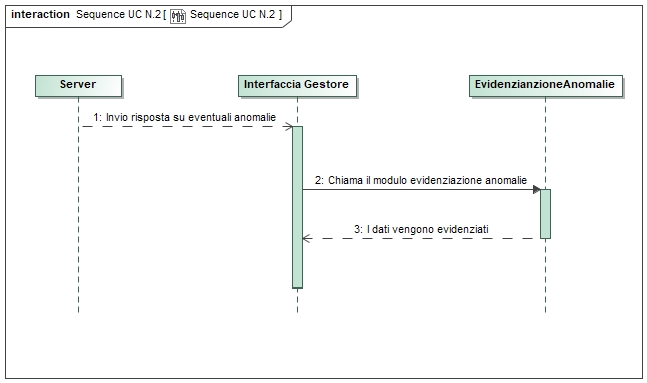 interaction Sequence UC N.2 [ Sequence UC N.2 ]
Server
Interfaccia Gestore
EvidenzianzioneAnomalie
1: Invio risposta su eventuali anomalie
2: Chiama il modulo evidenziazione anomalie
3: I dati vengono evidenziati